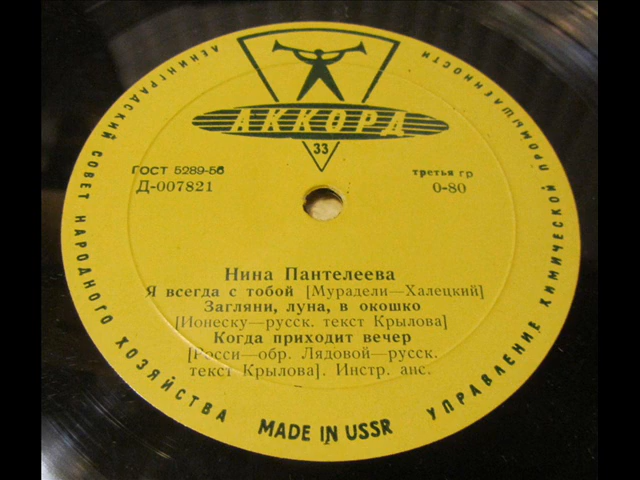 ЛЕНИНГРАДСКИЙ СОВЕТ НАРОДНОГО ХОЗЯЙСТВА
УПРАВЛЕНИЕ ХИМИЧЕСКОЙ ПРОМЫШЛЕННОСТИ
АККОРД
33
ГОСТ 5289-56
третья гр
Д-007821
0-80
Нина Пантелеева
Я всегда с тобой [Мурадели—Халецкий]
Загляни, луна, в окошко
[Ионеску—русск. текст Крылова]
Когда приходит вечер
[Росси—обр. Лядовой—русск.
текст Крылова]. Инстр. анс.
MADE IN USSR